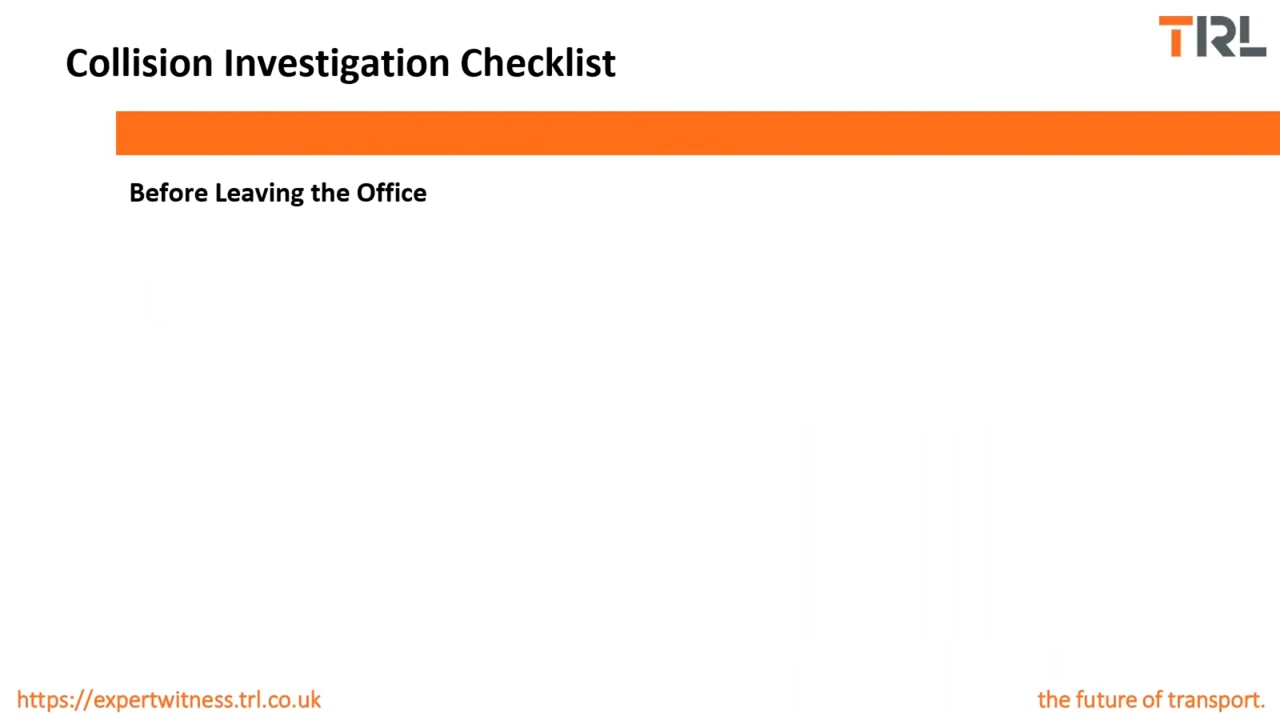 TRL
Collision Investigation Checklist
Before Leaving the Office
https://expertwitness.trl.co.uk
the future of transport.